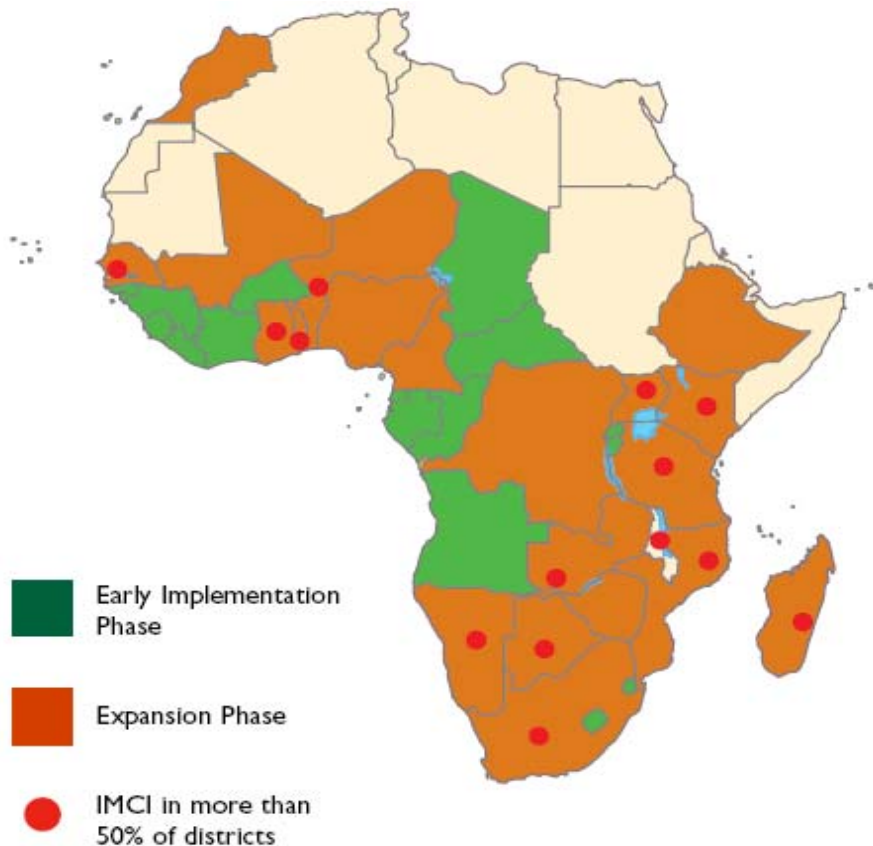 Early Implementation
Phase
Expansion Phase
IMCI in more than
50% of districts